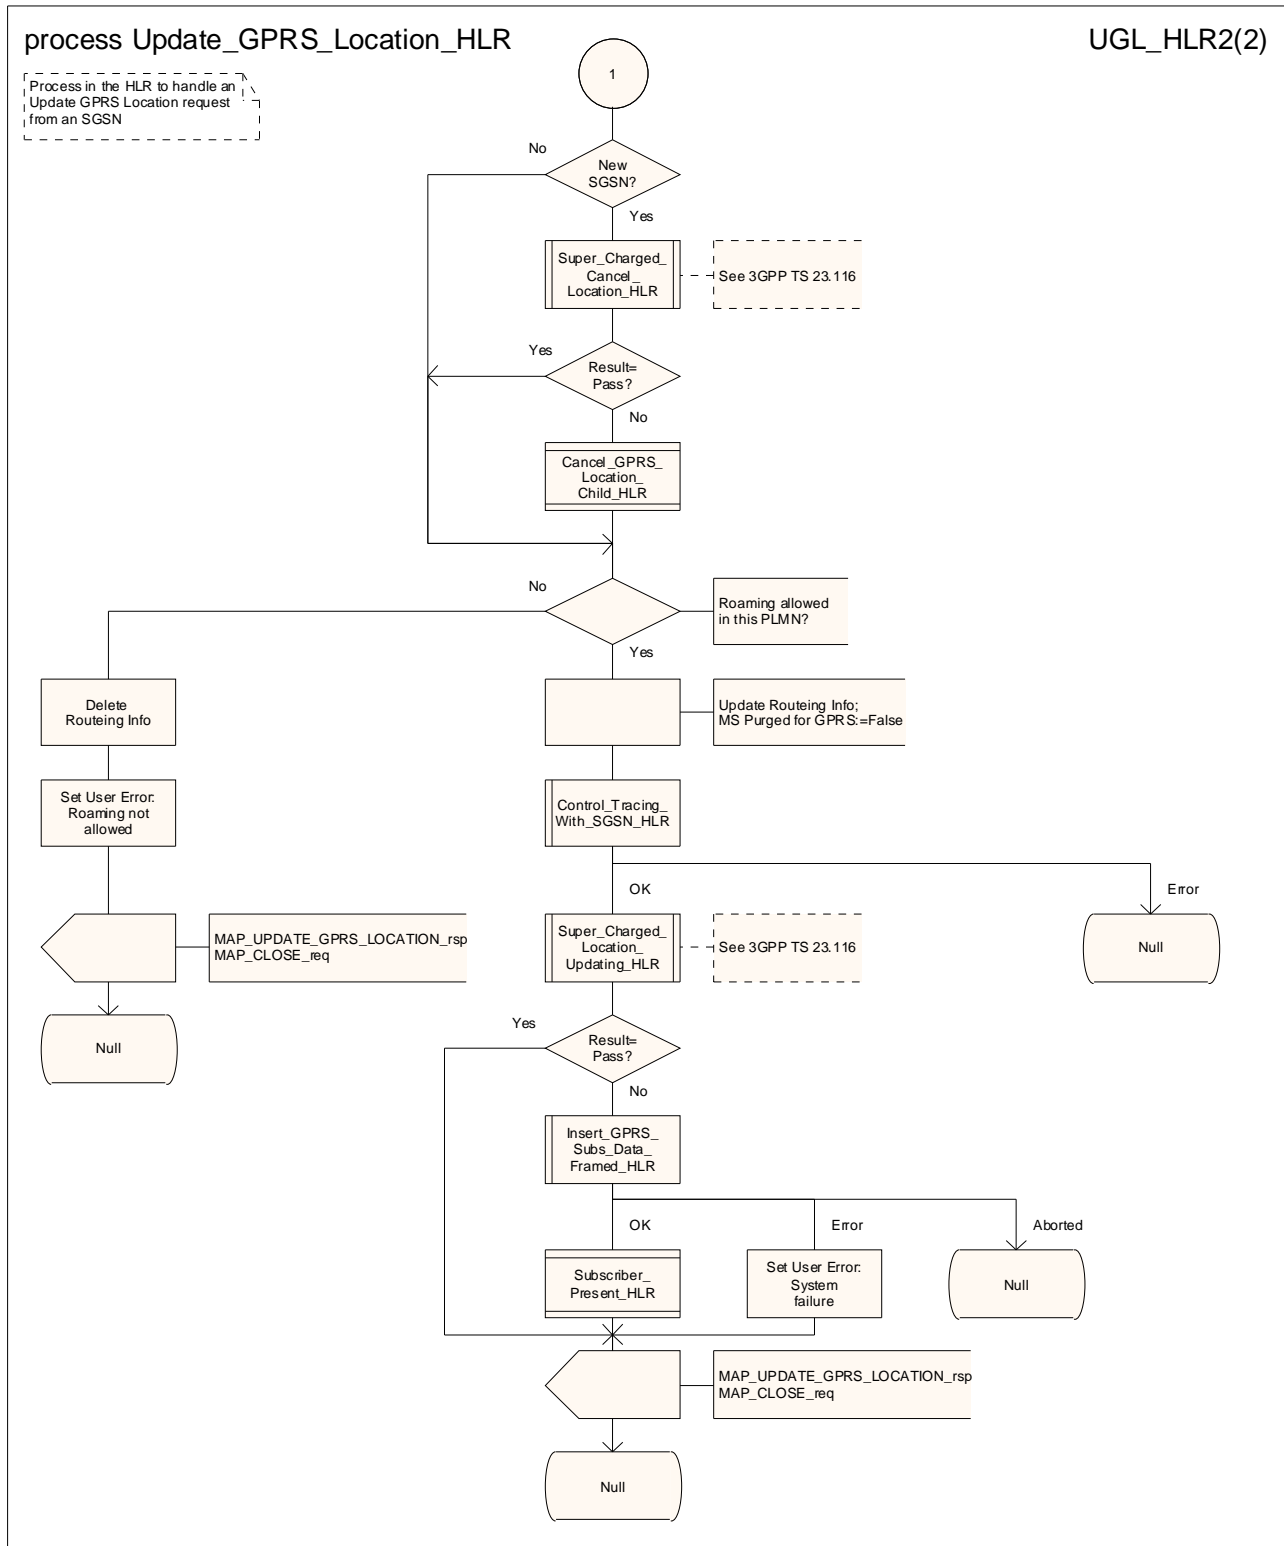 process Update_GPRS_Location_HLR
UGL_HLR2(2)
Process in the HLR to handle an
Update GPRS Location request
from an SGSN
1
No
New
SGSN?
Yes
Super_Charged_
Cancel_
Location_HLR
See 3GPP TS 23.116
Yes
Result=
Pass?
No
Cancel_GPRS_
Location_
Child_HLR
No
Roaming allowed
in this PLMN?
Yes
Delete
Routeing Info
Update Routeing Info;
MS Purged for GPRS:=False
Set User Error:
Roaming not
allowed
Control_Tracing_
With_SGSN_HLR
OK
Error
MAP_UPDATE_GPRS_LOCATION_rsp
MAP_CLOSE_req
Super_Charged_
Location_
Updating_HLR
See 3GPP TS 23.116
Null
Null
Yes
Result=
Pass?
No
Insert_GPRS_
Subs_Data_
Framed_HLR
OK
Error
Aborted
Subscriber_
Present_HLR
Set User Error:
System
failure
Null
MAP_UPDATE_GPRS_LOCATION_rsp
MAP_CLOSE_req
Null